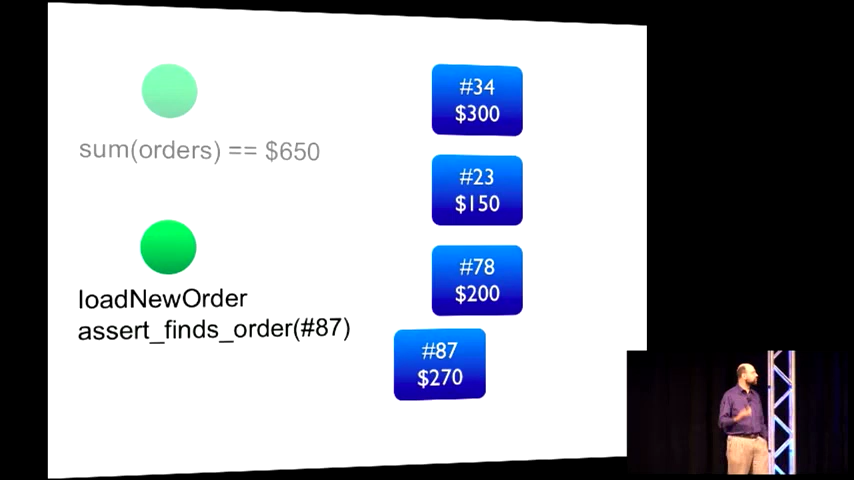 sum(orders) == $650
loadNewOrder
assert_finds_order(#87)
#34
$300
#23
$150
#78
$200
#87
$270